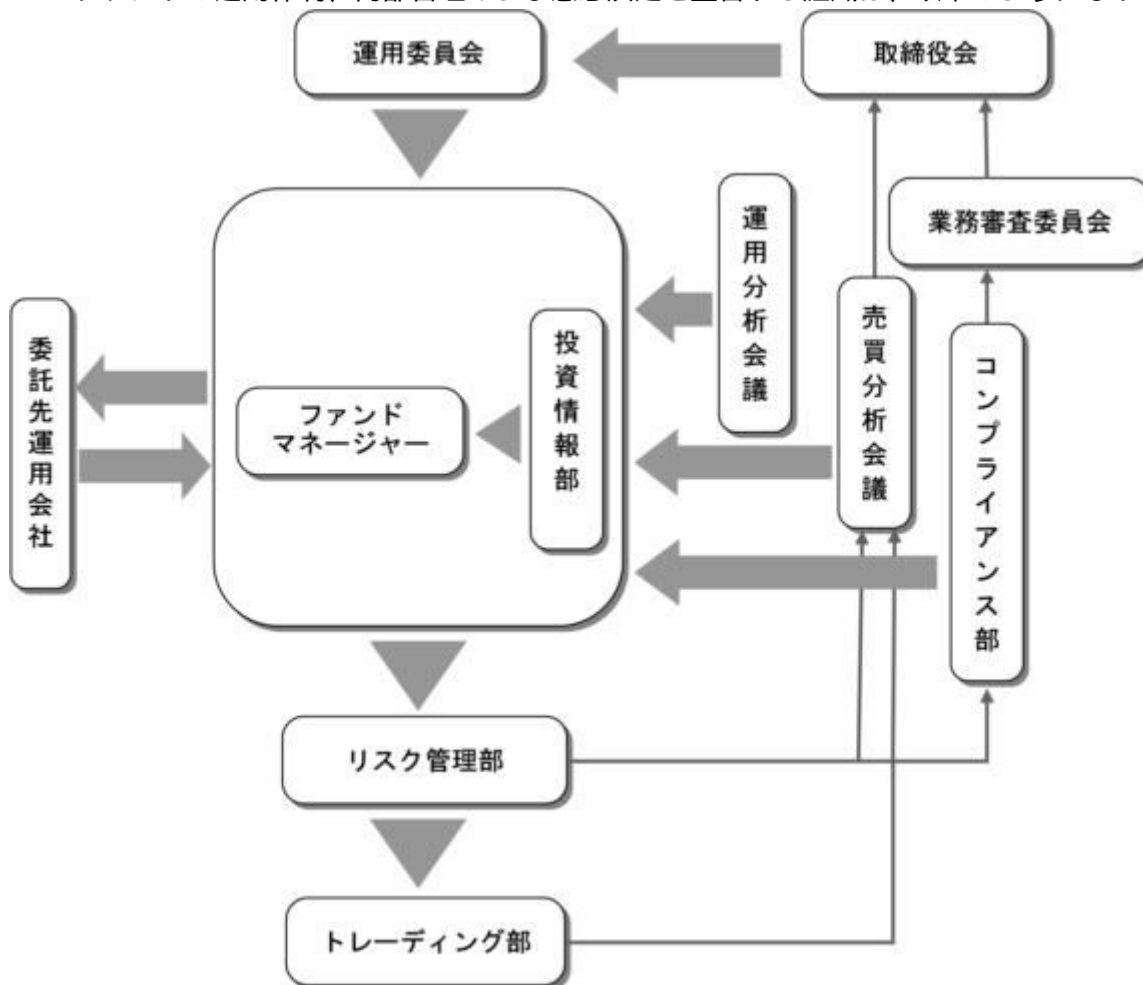 運用委員会
取締役会
業務審査委員会
運用分析会議
売買分析会議
コンプライアンス部
投資情報部
ファンド
マネージャー
委託先運用会社
リスク管理部
トレーディング部